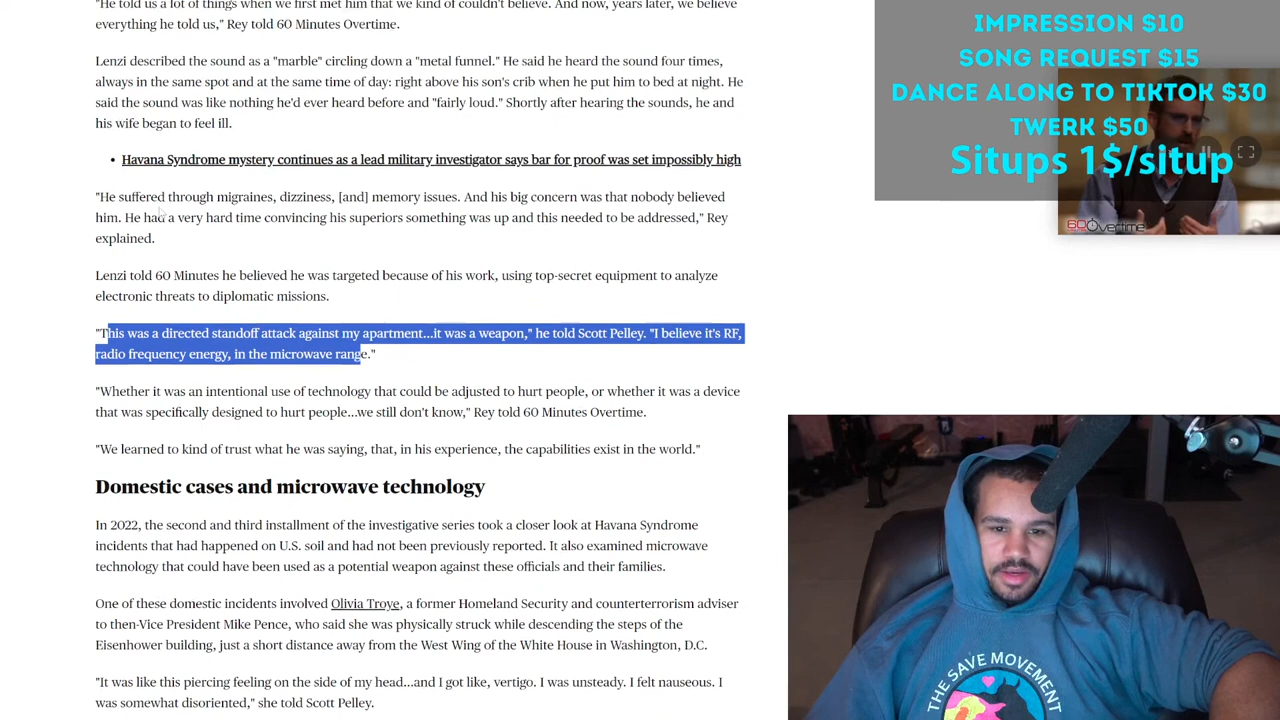 "He told us a lot of things when we first met him that we kind of couldn't believe. And now, years later, we believe
everything he told us," Rey told 60 Minutes Overtime.
Lenzi described the sound as a "marble" circling down a "metal funnel." He said he heard the sound four times,
always in the same spot and at the same time of day: right above his son's crib when he put him to bed at night. He
said the sound was like nothing he'd ever heard before and "fairly loud." Shortly after hearing the sounds, he and
his wife began to feel ill.
• Havana Syndrome mystery continues as a lead military investigator says bar for proof was set impossibly high
"He suffered through migraines, dizziness, [and] memory issues. And his big concern was that nobody believed
him. He had a very hard time convincing his superiors something was up and this needed to be addressed," Rey
explained.
Lenzi told 60 Minutes he believed he was targeted because of his work, using top-secret equipment to analyze
electronic threats to diplomatic missions.
"This was a directed standoff attack against my apartment...it was a weapon," he told Scott Pelley. "I believe it's RF,
radio frequency energy, in the microwave range."
"Whether it was an intentional use of technology that could be adjusted to hurt people, or whether it was a device
that was specifically designed to hurt people...we still don't know," Rey told 60 Minutes Overtime.
"We learned to kind of trust what he was saying, that, in his experience, the capabilities exist in the world."
Domestic cases and microwave technology
In 2022, the second and third installment of the investigative series took a closer look at Havana Syndrome
incidents that had happened on U.S. soil and had not been previously reported. It also examined microwave
technology that could have been used as a potential weapon against these officials and their families.
One of these domestic incidents involved Olivia Troye, a former Homeland Security and counterterrorism adviser
to then-Vice President Mike Pence, who said she was physically struck while descending the steps of the
Eisenhower building, just a short distance away from the West Wing of the White House in Washington, D.C.
"It was like this piercing feeling on the side of my head...and I got like, vertigo. I was unsteady. I felt nauseous. I
was somewhat disoriented," she told Scott Pelley.
IMPRESSION $10
SONG REQUEST $15
DANCE ALONG TO TIKTOK $30
TWERK $50
Situps 1$/situp
60 Overtime
THE SAVE MOVEMENT